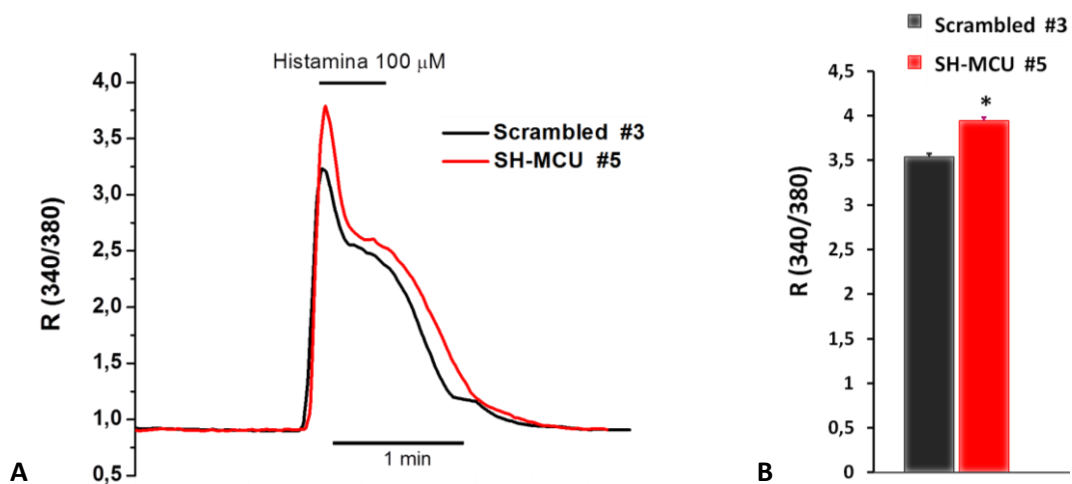 Histamina 100 μM
4,0
3,5
3,0
2,5
2,0
1,5
1,0
0,5
R (340/380)
Scrambled #3
SH-MCU #5
1 min
A
Scrambled #3
SH-MCU #5
4,5
4
3,5
3
2,5
2
1,5
1
0,5
0
R (340/380)
*
B